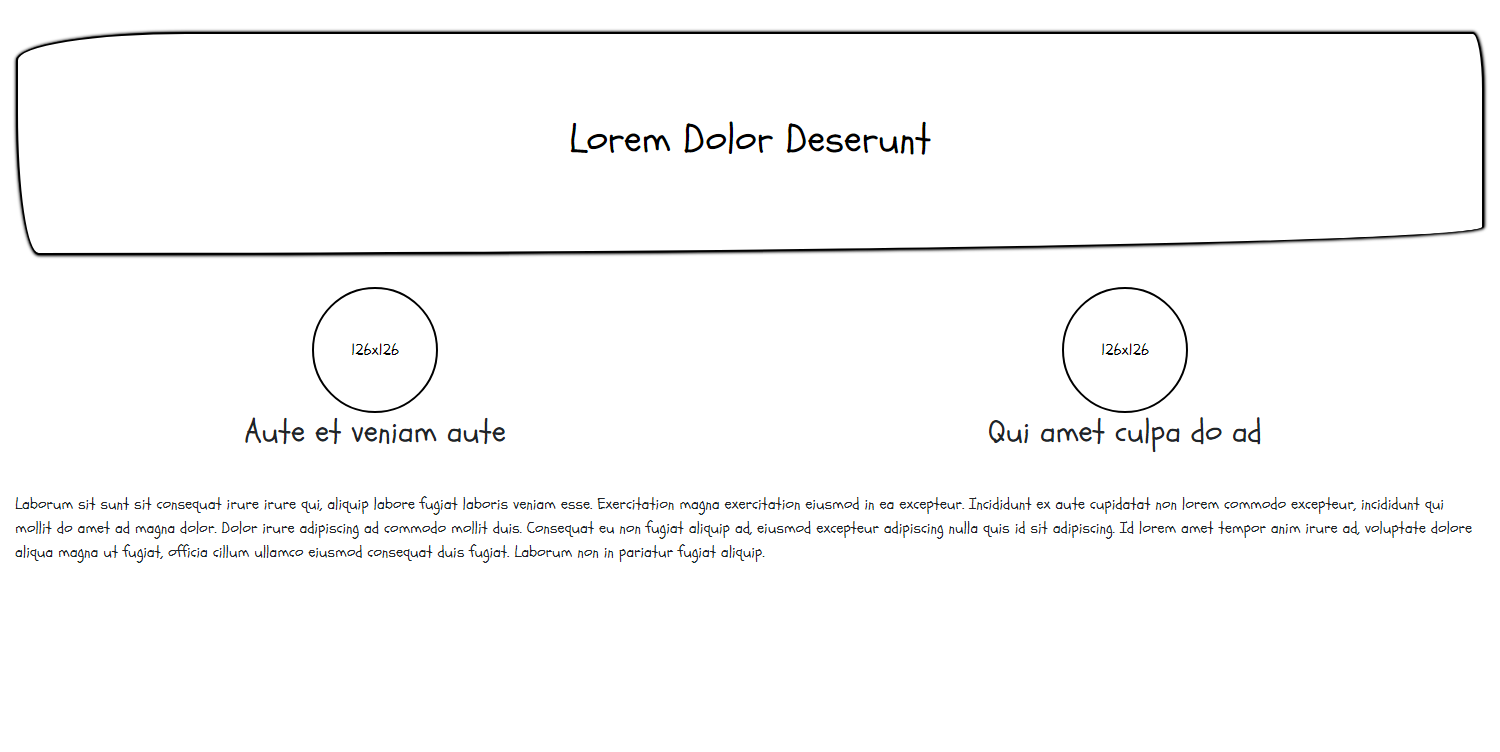 Lorem Dolor Deserunt
126x126
126x126
Aute et veniam aute
Qui amet culpa do ad
Laborum sit sunt sit consequat irure irure qui, aliquip labore fugiat laboris veniam esse. Exercitation magna exercitation eiusmod in ea excepteur. Incididunt ex aute cupidatat non lorem commodo excepteur, incididunt qui
mollit do amet ad magna dolor. Dolor irure adipiscing ad commodo mollit duis. Consequat eu non fugiat aliquip ad, eiusmod excepteur adipiscing nulla quis id sit adipiscing. Id lorem amet tempor anim irure ad, voluptate dolore
aliqua magna ut fugiat, officia cillum ullamco eiusmod consequat duis fugiat. Laborum non in pariatur fugiat aliquip.